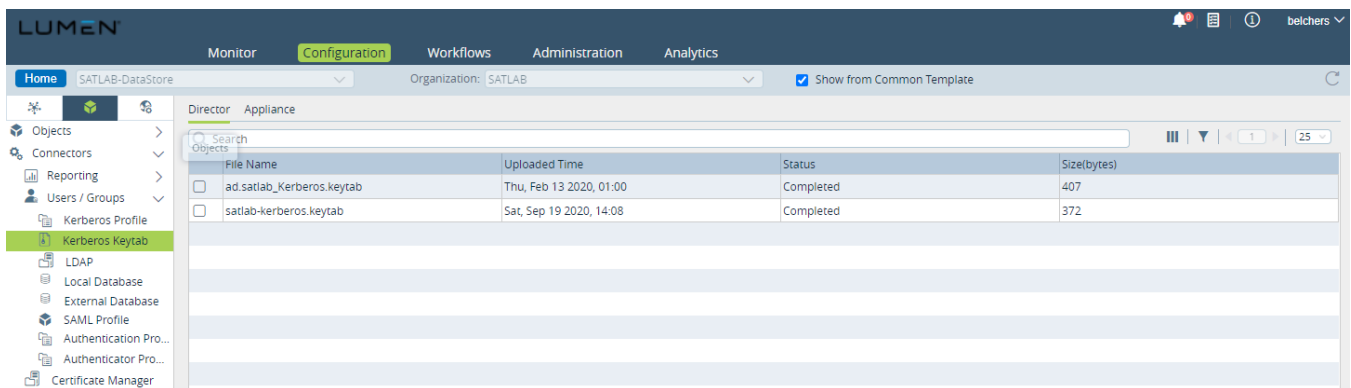 LUMEN
0
belchers
Monitor Configuration Workflows Administration Analytics
Home SATLAB-DataStore Organization: SATLAB Show from Common Template
Director Appliance
Objects
Search
1 25
Objects
Connectors
Reporting
Users / Groups
Kerberos Profile
Kerberos Keytab
LDAP
Local Database
External Database
SAML Profile
Authentication Pro...
Authenticator Pro...
Certificate Manager
File Name Uploaded Time Status Size(bytes)
ad.satlab_Kerberos.keytab Thu, Feb 13 2020, 01:00 Completed 407
satlab-kerberos.keytab Sat, Sep 19 2020, 14:08 Completed 372